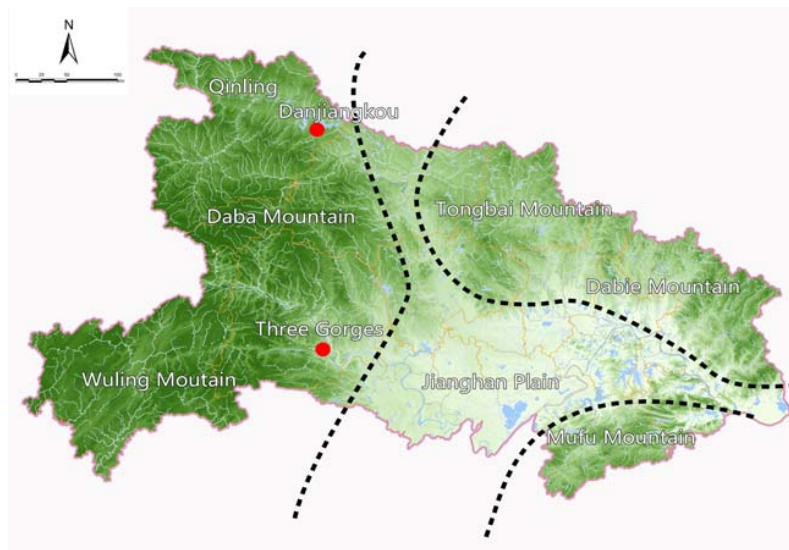 N
Qinling
Danjiangkou
Daba Mountain
Tongbai Mountain
Dabie Mountain
Three Gorges
Wuling Moutain
Jianghan Plain
Mufu Mountain